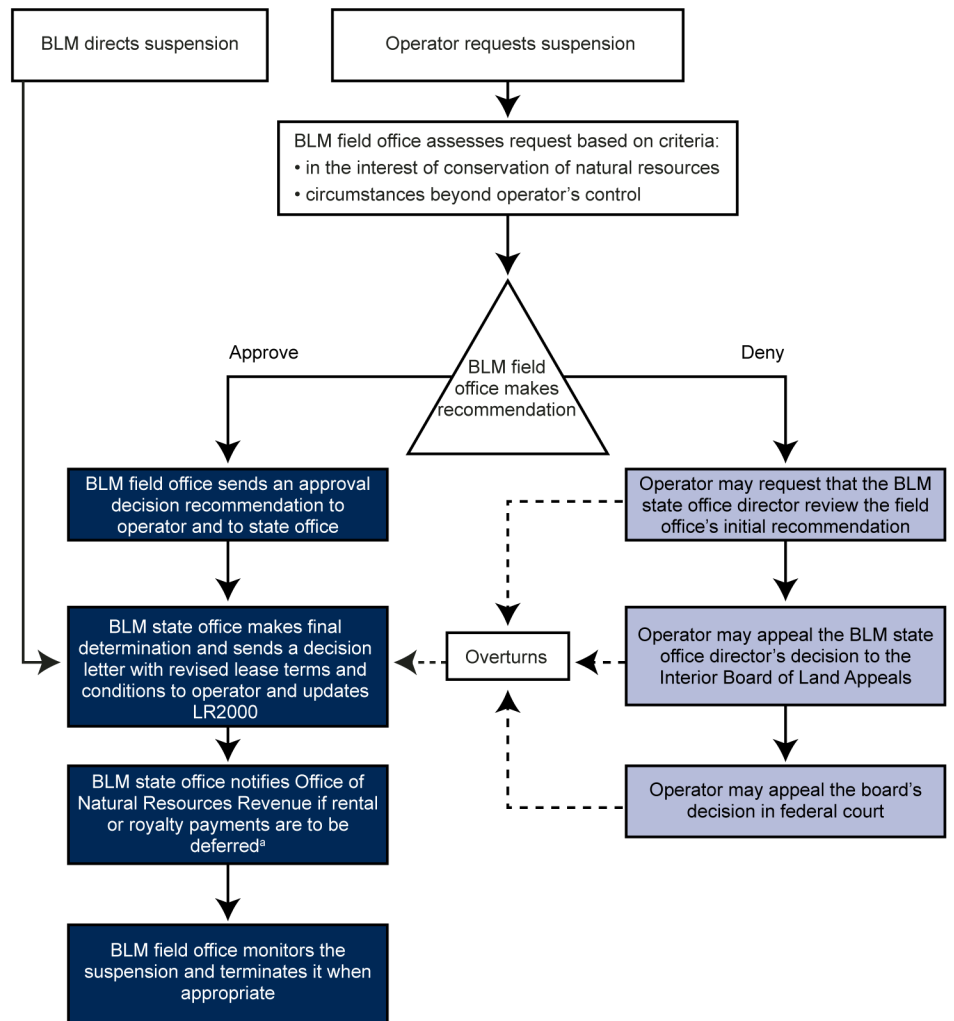 BLM directs suspension
Operator requests suspension
BLM field office assesses request based on criteria:
• in the interest of conservation of natural resources
• circumstances beyond operator’s control
Approve
Deny
BLM field
office makes
recommendation
BLM field office sends an approval
decision recommendation to
operator and to state office
Operator may request that the BLM
state office director review the field
office’s initial recommendation
BLM state office makes final
determination and sends a decision
letter with revised lease terms and
conditions to operator and updates
LR2000
Overturns
Operator may appeal the BLM state
office director’s decision to the
Interior Board of Land Appeals
BLM state office notifies Office of
Natural Resources Revenue if rental
or royalty payments are to be
deferredᵃ
Operator may appeal the board’s
decision in federal court
BLM field office monitors the
suspension and terminates it when
appropriate